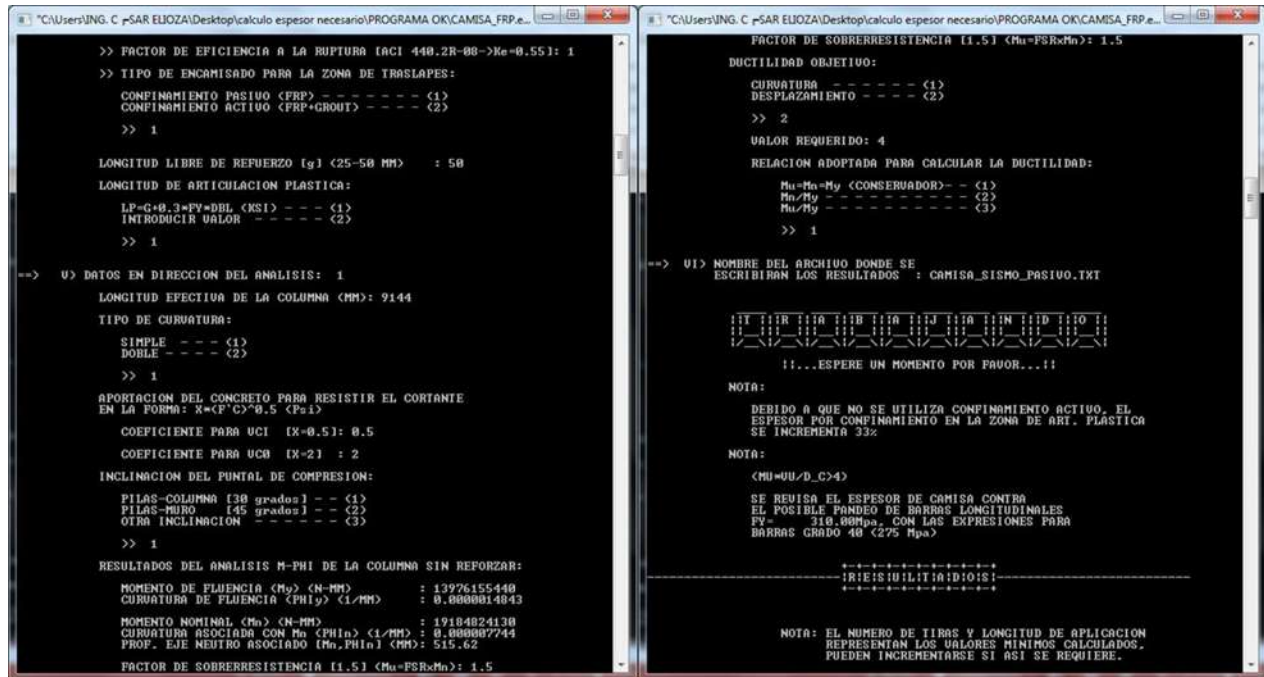 "C:\Users\ING. C ╒SAR ELIOZA\Desktop\calculo espesor necesario\PROGRAMA OK\CAMISA_FRP.e...
>> FACTOR DE EFICIENCIA A LA RUPTURA [ACI 440.2R-08->Ke=0.55]: 1
>> TIPO DE ENCAMISADO PARA LA ZONA DE TRASLAPES:
CONFINAMIENTO PASIVO (FRP) - - - - - - - (1)
CONFINAMIENTO ACTIVO (FRP+GROUT) - - - - (2)
>> 1
LONGITUD LIBRE DE REFUERZO [g] (25-50 MM) : 50
LONGITUD DE ARTICULACION PLASTICA:
LP=G+0.3*FY*DBL (KSI) - - - (1)
INTRODUCIR VALOR - - - - - (2)
>> 1
==> V) DATOS EN DIRECCION DEL ANALISIS: 1
LONGITUD EFECTIVA DE LA COLUMNA (MM): 9144
TIPO DE CURVATURA:
SIMPLE - - - (1)
DOBLE - - - - (2)
>> 1
APORTACION DEL CONCRETO PARA RESISTIR EL CORTANTE
EN LA FORMA: X*(F'C)^0.5 (Psi)
COEFICIENTE PARA VCI [X=0.5]: 0.5
COEFICIENTE PARA VCO [X=2] : 2
INCLINACION DEL PUNTAL DE COMPRESION:
PILAS-COLUMNA [30 grados] - - (1)
PILAS-MURO [45 grados] - - (2)
OTRA INCLINACION - - - - - - (3)
>> 1
RESULTADOS DEL ANALISIS M-PHI DE LA COLUMNA SIN REFORZAR:
MOMENTO DE FLUENCIA (My) (N-MM) : 13976155440
CURVATURA DE FLUENCIA (PHIy) (1/MM) : 0.0000014843
MOMENTO NOMINAL (Mn) (N-MM) : 19184824130
CURVATURA ASOCIADA CON Mn (PHIn) (1/MM) : 0.000007744
PROF. EJE NEUTRO ASOCIADO [Mn,PHIn] (MM): 515.62
FACTOR DE SOBRERRESISTENCIA [1.5] (Mu=FSRxMn): 1.5
"C:\Users\ING. C ╒SAR ELIOZA\Desktop\calculo espesor necesario\PROGRAMA OK\CAMISA_FRP.e...
FACTOR DE SOBRERRESISTENCIA [1.5] (Mu=FSRxMn): 1.5
DUCTILIDAD OBJETIVO:
CURVATURA - - - - - - (1)
DESPLAZAMIENTO - - - - (2)
>> 2
VALOR REQUERIDO: 4
RELACION ADOPTADA PARA CALCULAR LA DUCTILIDAD:
Mu=Mn=My (CONSERVADOR)- - (1)
Mn/My - - - - - - - - - - (2)
Mu/My - - - - - - - - - - (3)
>> 1
==> VI) NOMBRE DEL ARCHIVO DONDE SE
ESCRIBIRAN LOS RESULTADOS : CAMISA_SISMO_PASIVO.TXT
||T|||R|||A|||B|||A|||J|||A|||N|||D|||O||
||...ESPERE UN MOMENTO POR FAVOR...||
NOTA:
DEBIDO A QUE NO SE UTILIZA CONFINAMIENTO ACTIVO, EL
ESPESOR POR CONFINAMIENTO EN LA ZONA DE ART. PLASTICA
SE INCREMENTA 33%
NOTA:
(MU=VU/D_C>4)
SE REVISA EL ESPESOR DE CAMISA CONTRA
EL POSIBLE PANDEO DE BARRAS LONGITUDINALES
FY= 310.00Mpa, CON LAS EXPRESIONES PARA
BARRAS GRADO 40 (275 Mpa)
+-+-+-+-+-+-+-+-+-+-+
|R|E|S|U|L|T|A|D|O|S|
+-+-+-+-+-+-+-+-+-+-+
NOTA: EL NUMERO DE TIRAS Y LONGITUD DE APLICACION
REPRESENTAN LOS VALORES MINIMOS CALCULADOS,
PUEDEN INCREMENTARSE SI ASI SE REQUIERE.